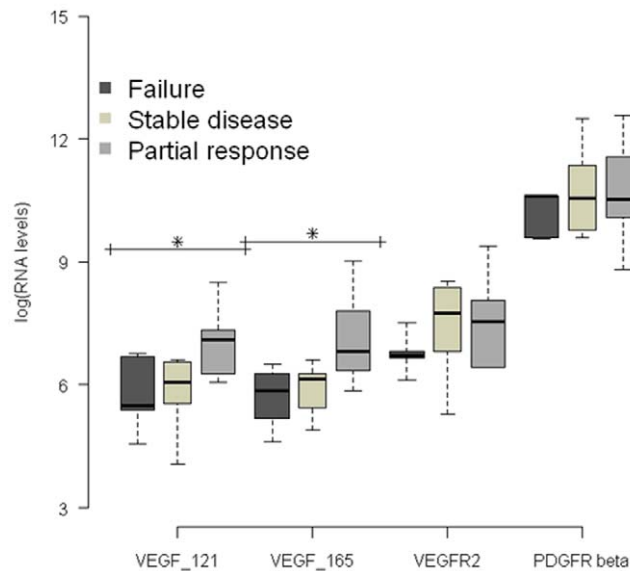 15
12
9
6
3
log(RNA levels)
Failure
Stable disease
Partial response
*
*
VEGF_121
VEGF_165
VEGFR2
PDGFR beta